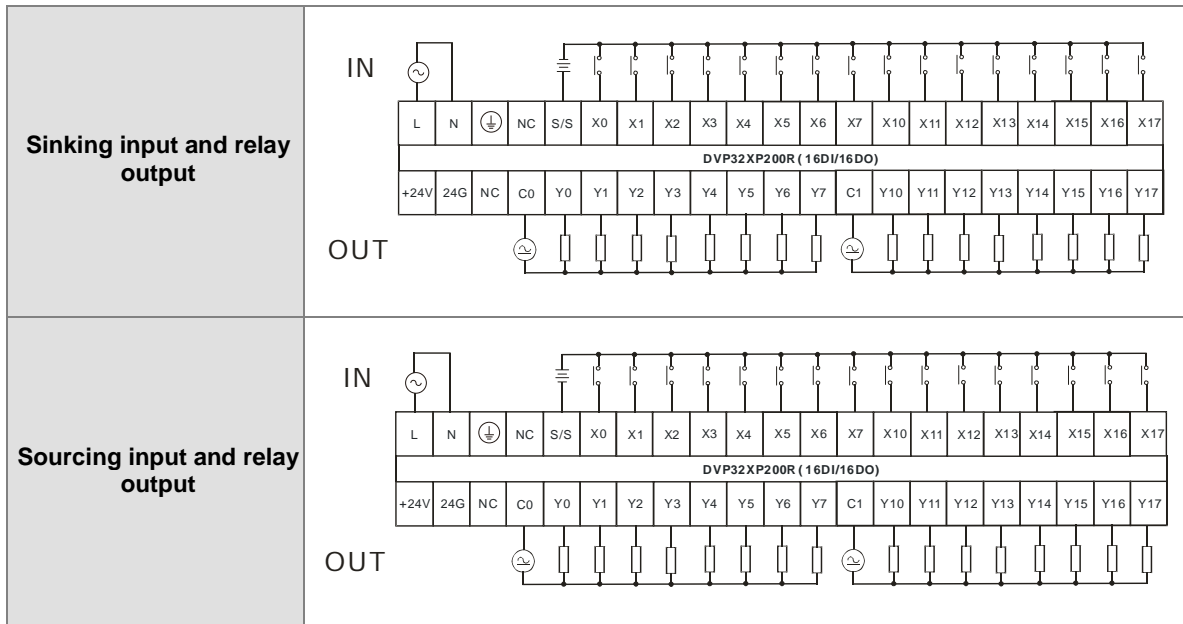 Sinking input and relay
output
IN
L N NC S/S X0 X1 X2 X3 X4 X5 X6 X7 X10 X11 X12 X13 X14 X15 X16 X17
DVP32XP200R ( 16DI/16DO)
+24V 24G NC C0 Y0 Y1 Y2 Y3 Y4 Y5 Y6 Y7 C1 Y10 Y11 Y12 Y13 Y14 Y15 Y16 Y17
OUT
Sourcing input and relay
output
IN
L N NC S/S X0 X1 X2 X3 X4 X5 X6 X7 X10 X11 X12 X13 X14 X15 X16 X17
DVP32XP200R ( 16DI/16DO)
+24V 24G NC C0 Y0 Y1 Y2 Y3 Y4 Y5 Y6 Y7 C1 Y10 Y11 Y12 Y13 Y14 Y15 Y16 Y17
OUT